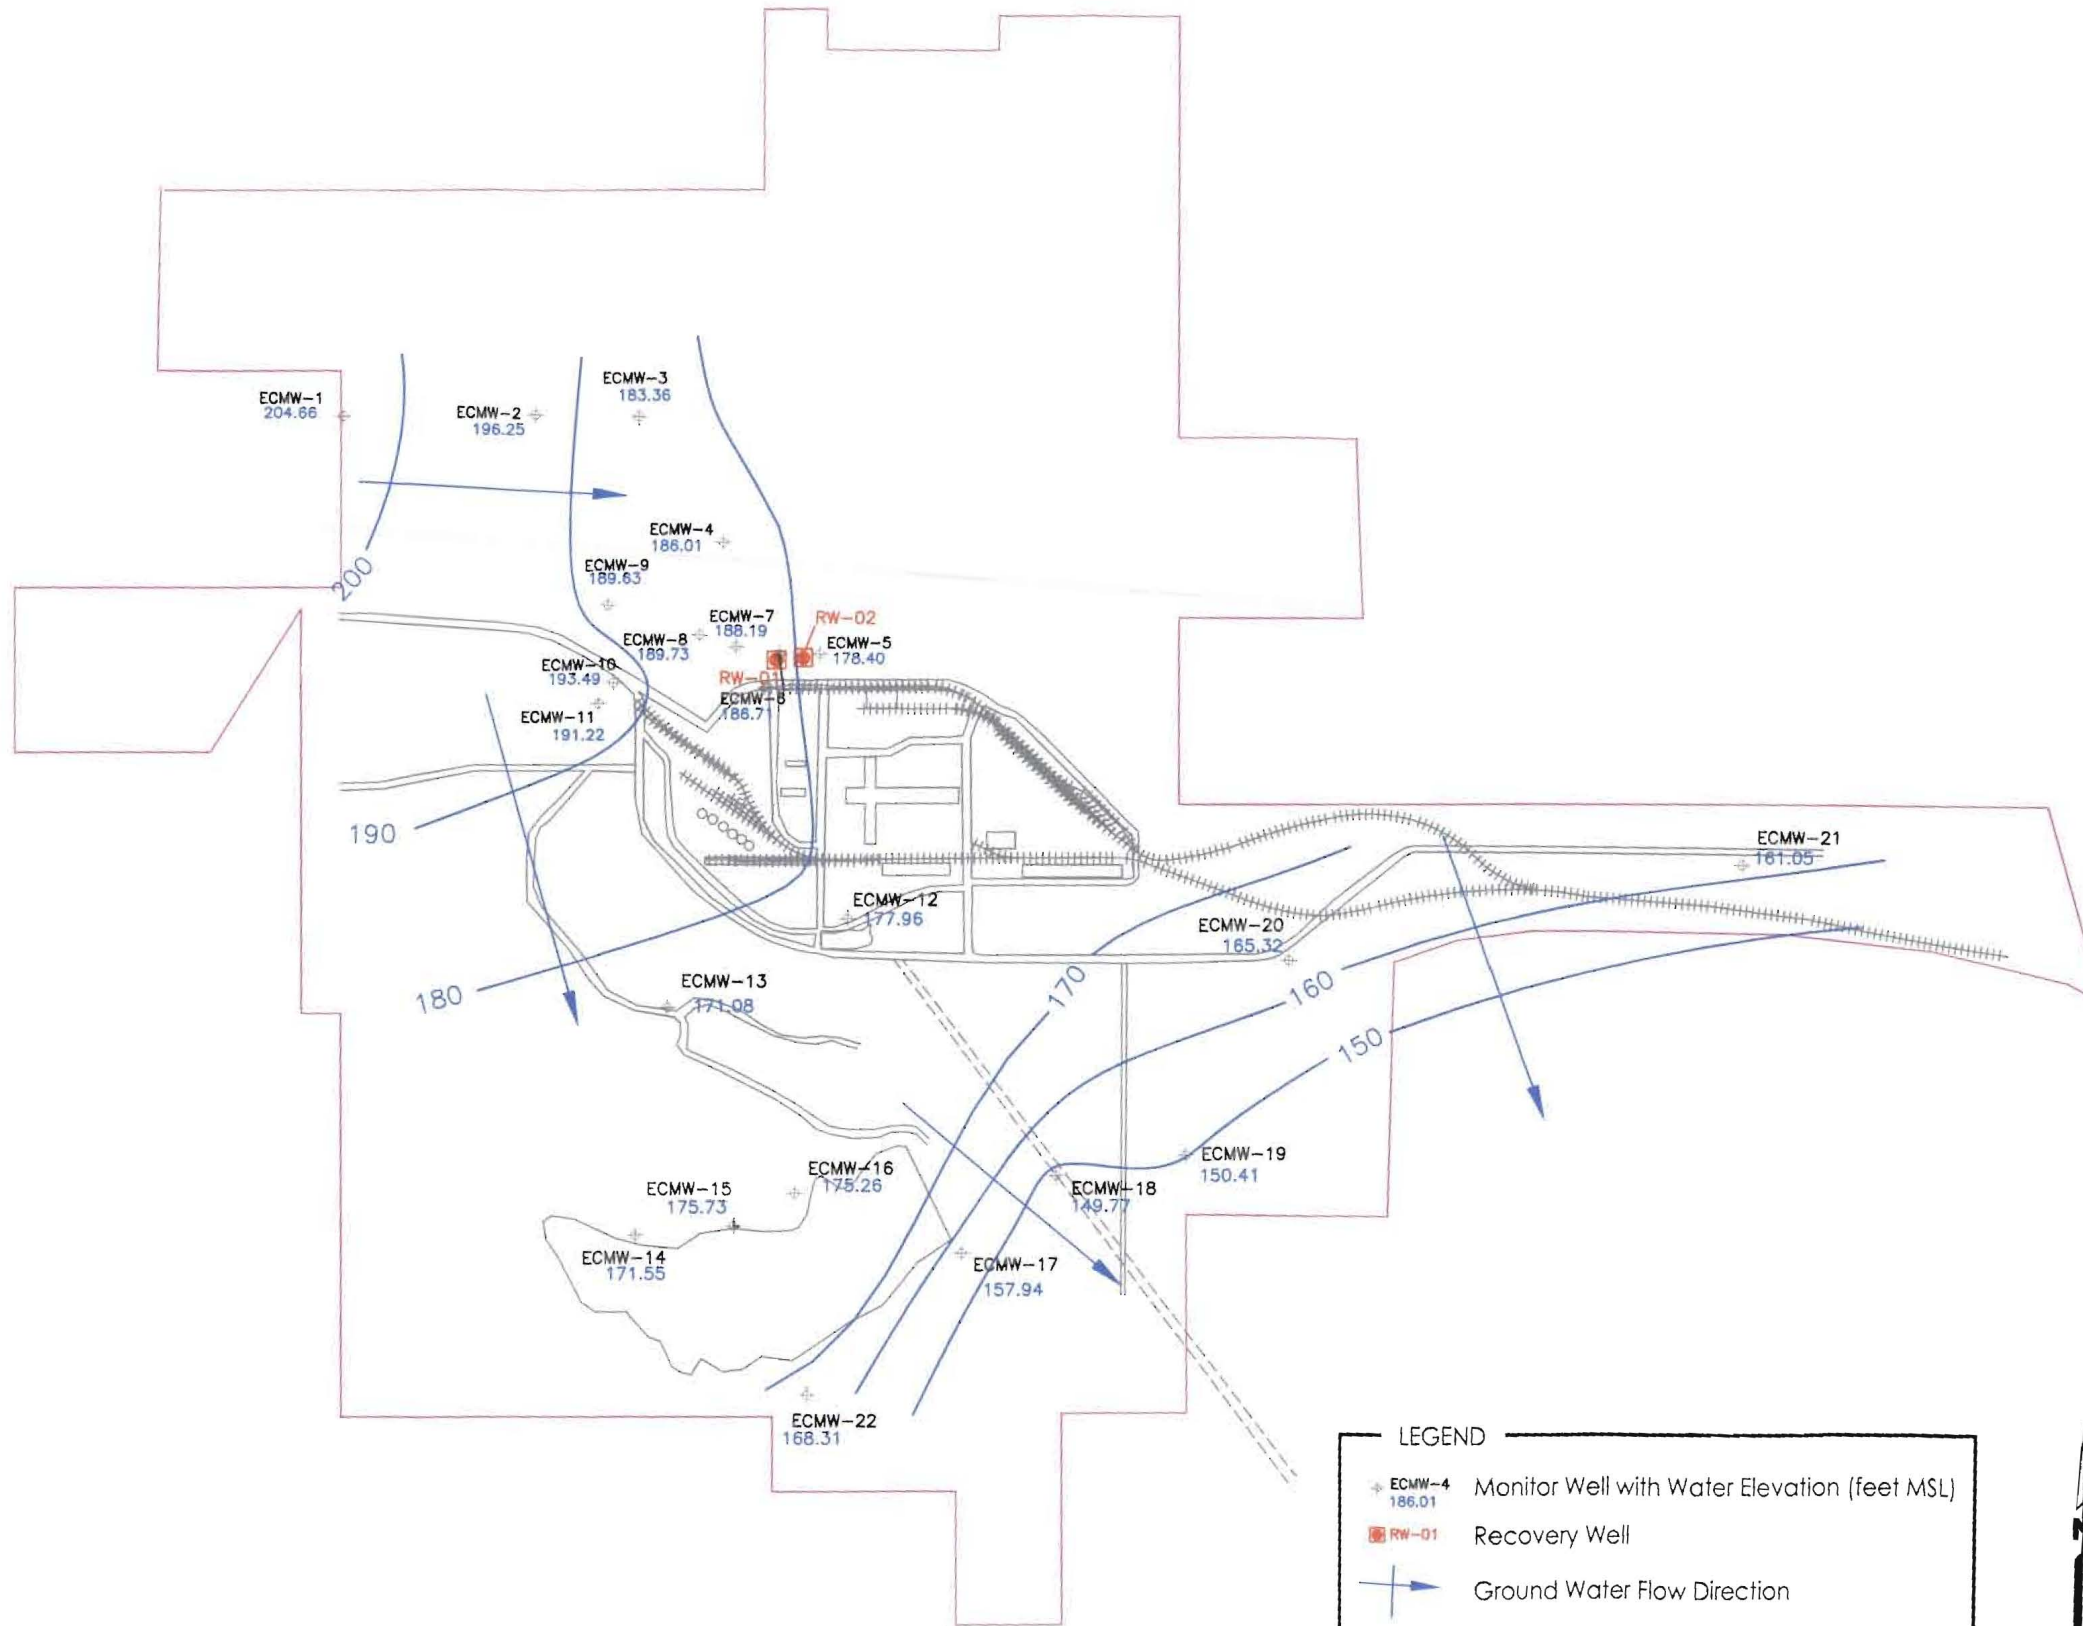 ECMW-3
183.36
ECMW-1
204.66
ECMW-2
196.25
ECMW-4
186.01
ECMW-9
189.63
200
ECMW-7
188.19
RW-02
ECMW-8
189.73
ECMW-5
178.40
ECMW-10
193.49
RW-01
ECMW-6
186.71
ECMW-11
191.22
190
ECMW-21
161.05
ECMW-12
177.96
ECMW-20
165.32
180
ECMW-13
171.08
170
160
150
ECMW-19
150.41
ECMW-16
175.26
ECMW-15
175.73
ECMW-18
149.77
ECMW-14
171.55
ECMW-17
157.94
ECMW-22
168.31
LEGEND
ECMW-4 Monitor Well with Water Elevation (feet MSL)
186.01
RW-01 Recovery Well
Ground Water Flow Direction